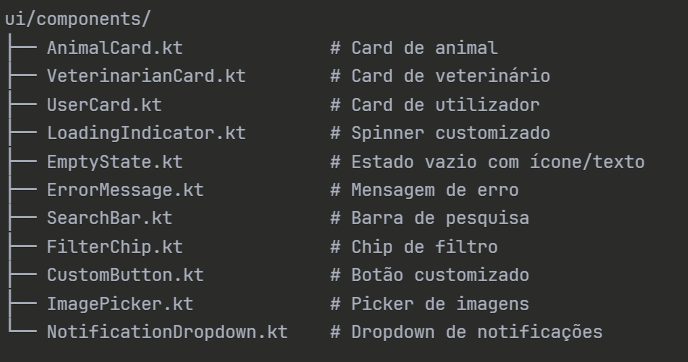 ui/components/
├── AnimalCard.kt              # Card de animal
├── VeterinarianCard.kt        # Card de veterinário
├── UserCard.kt                # Card de utilizador
├── LoadingIndicator.kt        # Spinner customizado
├── EmptyState.kt              # Estado vazio com ícone/texto
├── ErrorMessage.kt            # Mensagem de erro
├── SearchBar.kt               # Barra de pesquisa
├── FilterChip.kt              # Chip de filtro
├── CustomButton.kt            # Botão customizado
├── ImagePicker.kt             # Picker de imagens
└── NotificationDropdown.kt    # Dropdown de notificações